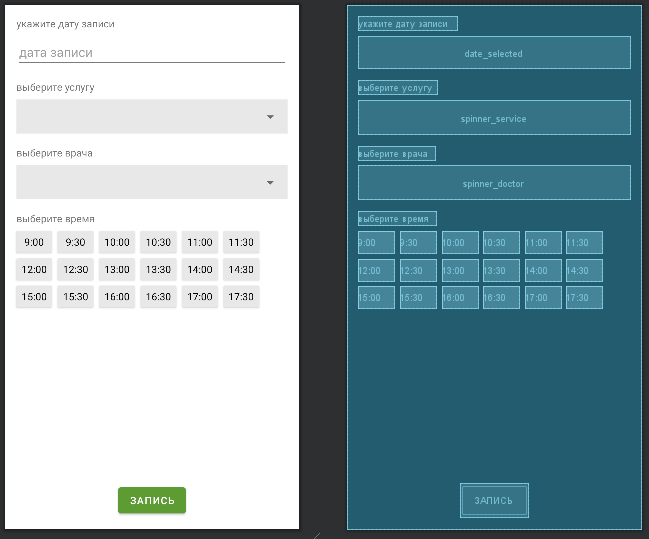 укажите дату записи
дата записи
выберите услугу
выберите врача
выберите время
9:00 9:30 10:00 10:30 11:00 11:30
12:00 12:30 13:00 13:30 14:00 14:30
15:00 15:30 16:00 16:30 17:00 17:30
ЗАПИСЬ
укажите дату записи
date_selected
выберите услугу
spinner_service
выберите врача
spinner_doctor
выберите время
9:00 9:30 10:00 10:30 11:00 11:30
12:00 12:30 13:00 13:30 14:00 14:30
15:00 15:30 16:00 16:30 17:00 17:30
ЗАПИСЬ